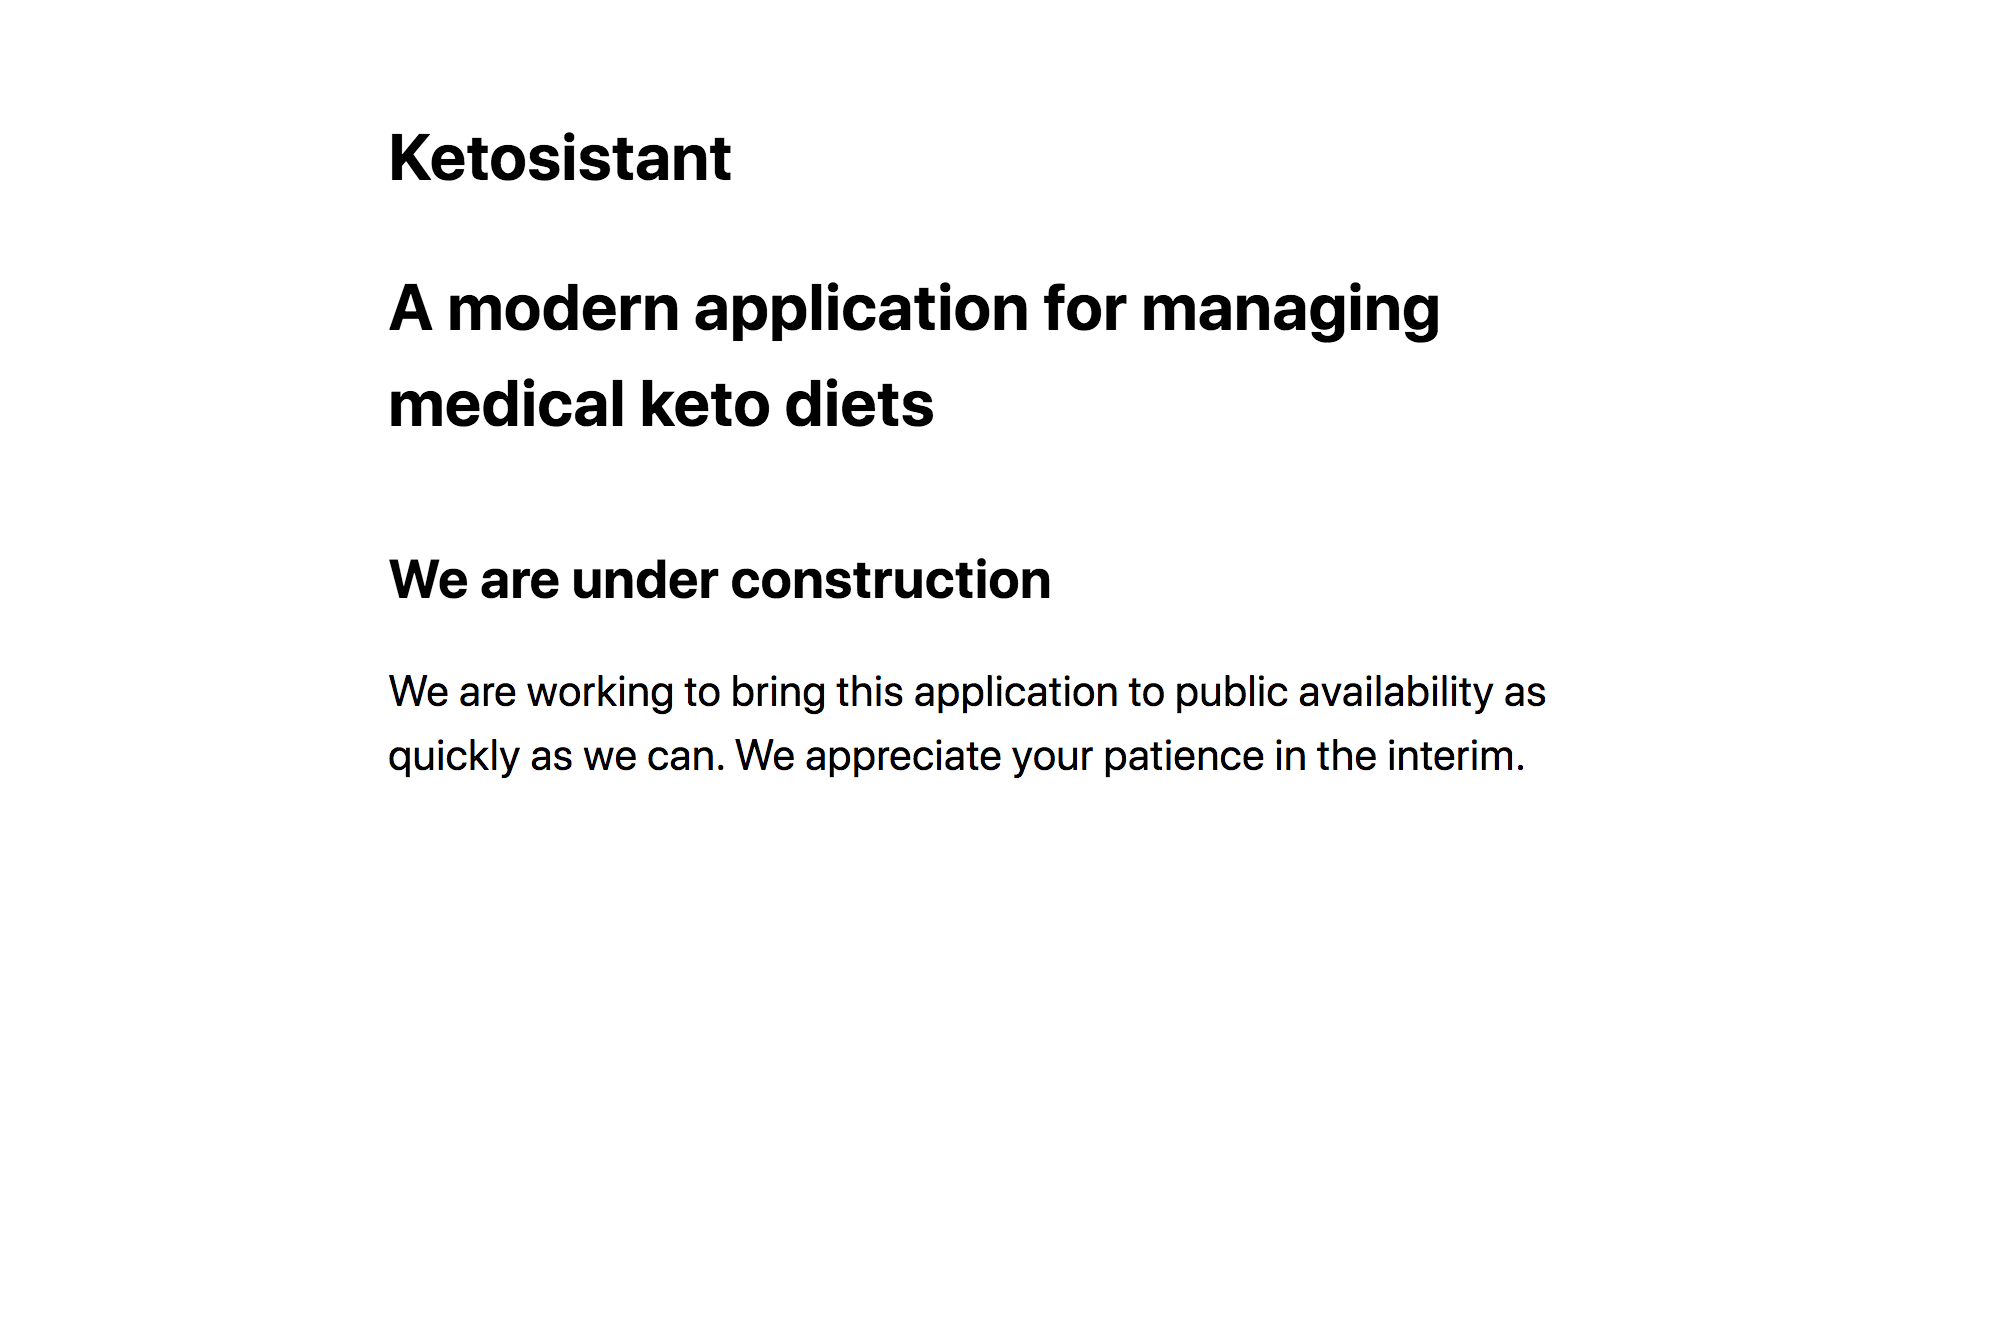 Ketosistant
A modern application for managing
medical keto diets
We are under construction
We are working to bring this application to public availability as
quickly as we can. We appreciate your patience in the interim.